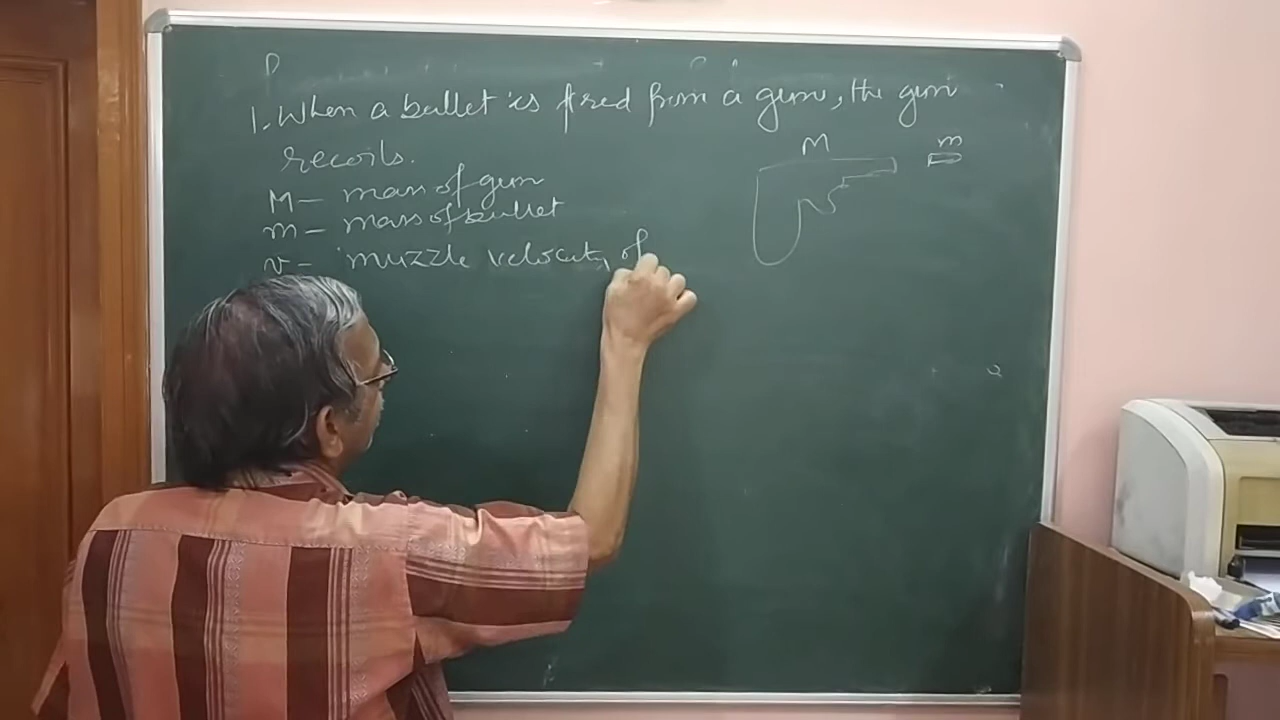 1. When a bullet is fired from a gun, the gun
recoils.
M
m
M - mass of gun
m - mass of bullet
v - muzzle velocity of